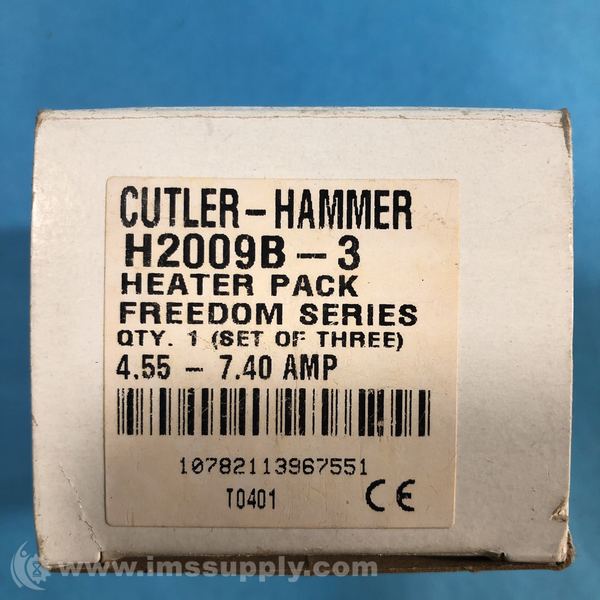 CUTLER-HAMMER
H2009B-3
HEATER PACK
FREEDOM SERIES
QTY. 1 (SET OF THREE)
4.55 - 7.40 AMP
10782113967551
T0401 CE
© www.imssupply.com